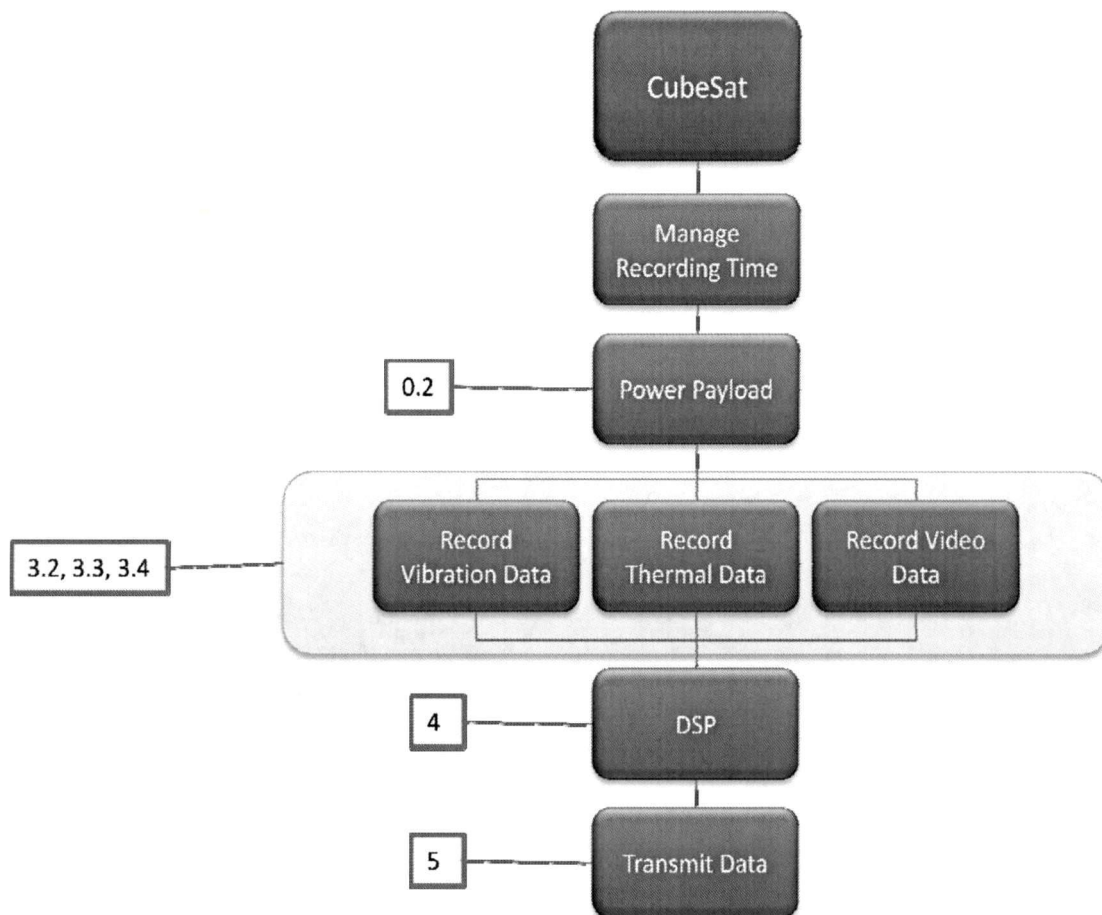 CubeSat
Manage
Recording Time
0.2
Power Payload
3.2, 3.3, 3.4
Record
Vibration Data
Record
Thermal Data
Record Video
Data
4
DSP
5
Transmit Data